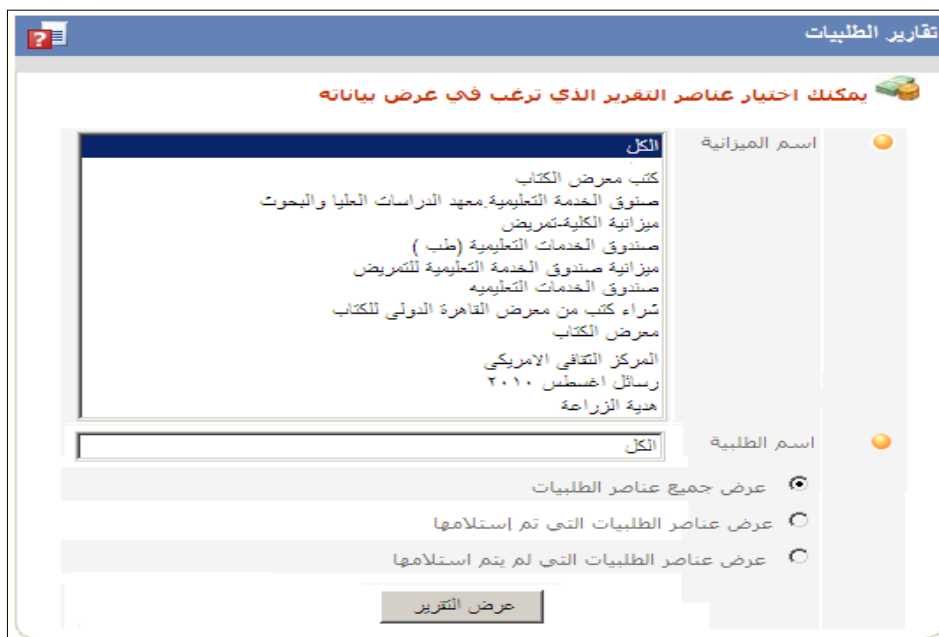 تقارير الطلبيات
يمكنك اختيار عناصر التقرير الذي ترغب في عرض بياناته
اسم الميزانية
الكل
كتب معرض الكتاب
صنوق الخدمة التعليمية.معهد الدراسات العليا والبحوث
ميزانية الكلية-تمريض
صندوق الخدمات التعليمية (طب )
ميزانية صندوق الخدمة التعليمية للتمريض
صندوق الخدمات التعليميه
شراء كتب من معرض القاهرة الدولى للكتاب
معرض الكتاب
المركز الثقافى الامريكى
رسائل اغسطس ٢٠١٠
هدية الزراعة
اسم الطلبية
الكل
عرض جميع عناصر الطلبيات
عرض عناصر الطلبيات التي تم إستلامها
عرض عناصر الطلبيات التي لم يتم استلامها
عرض التقرير